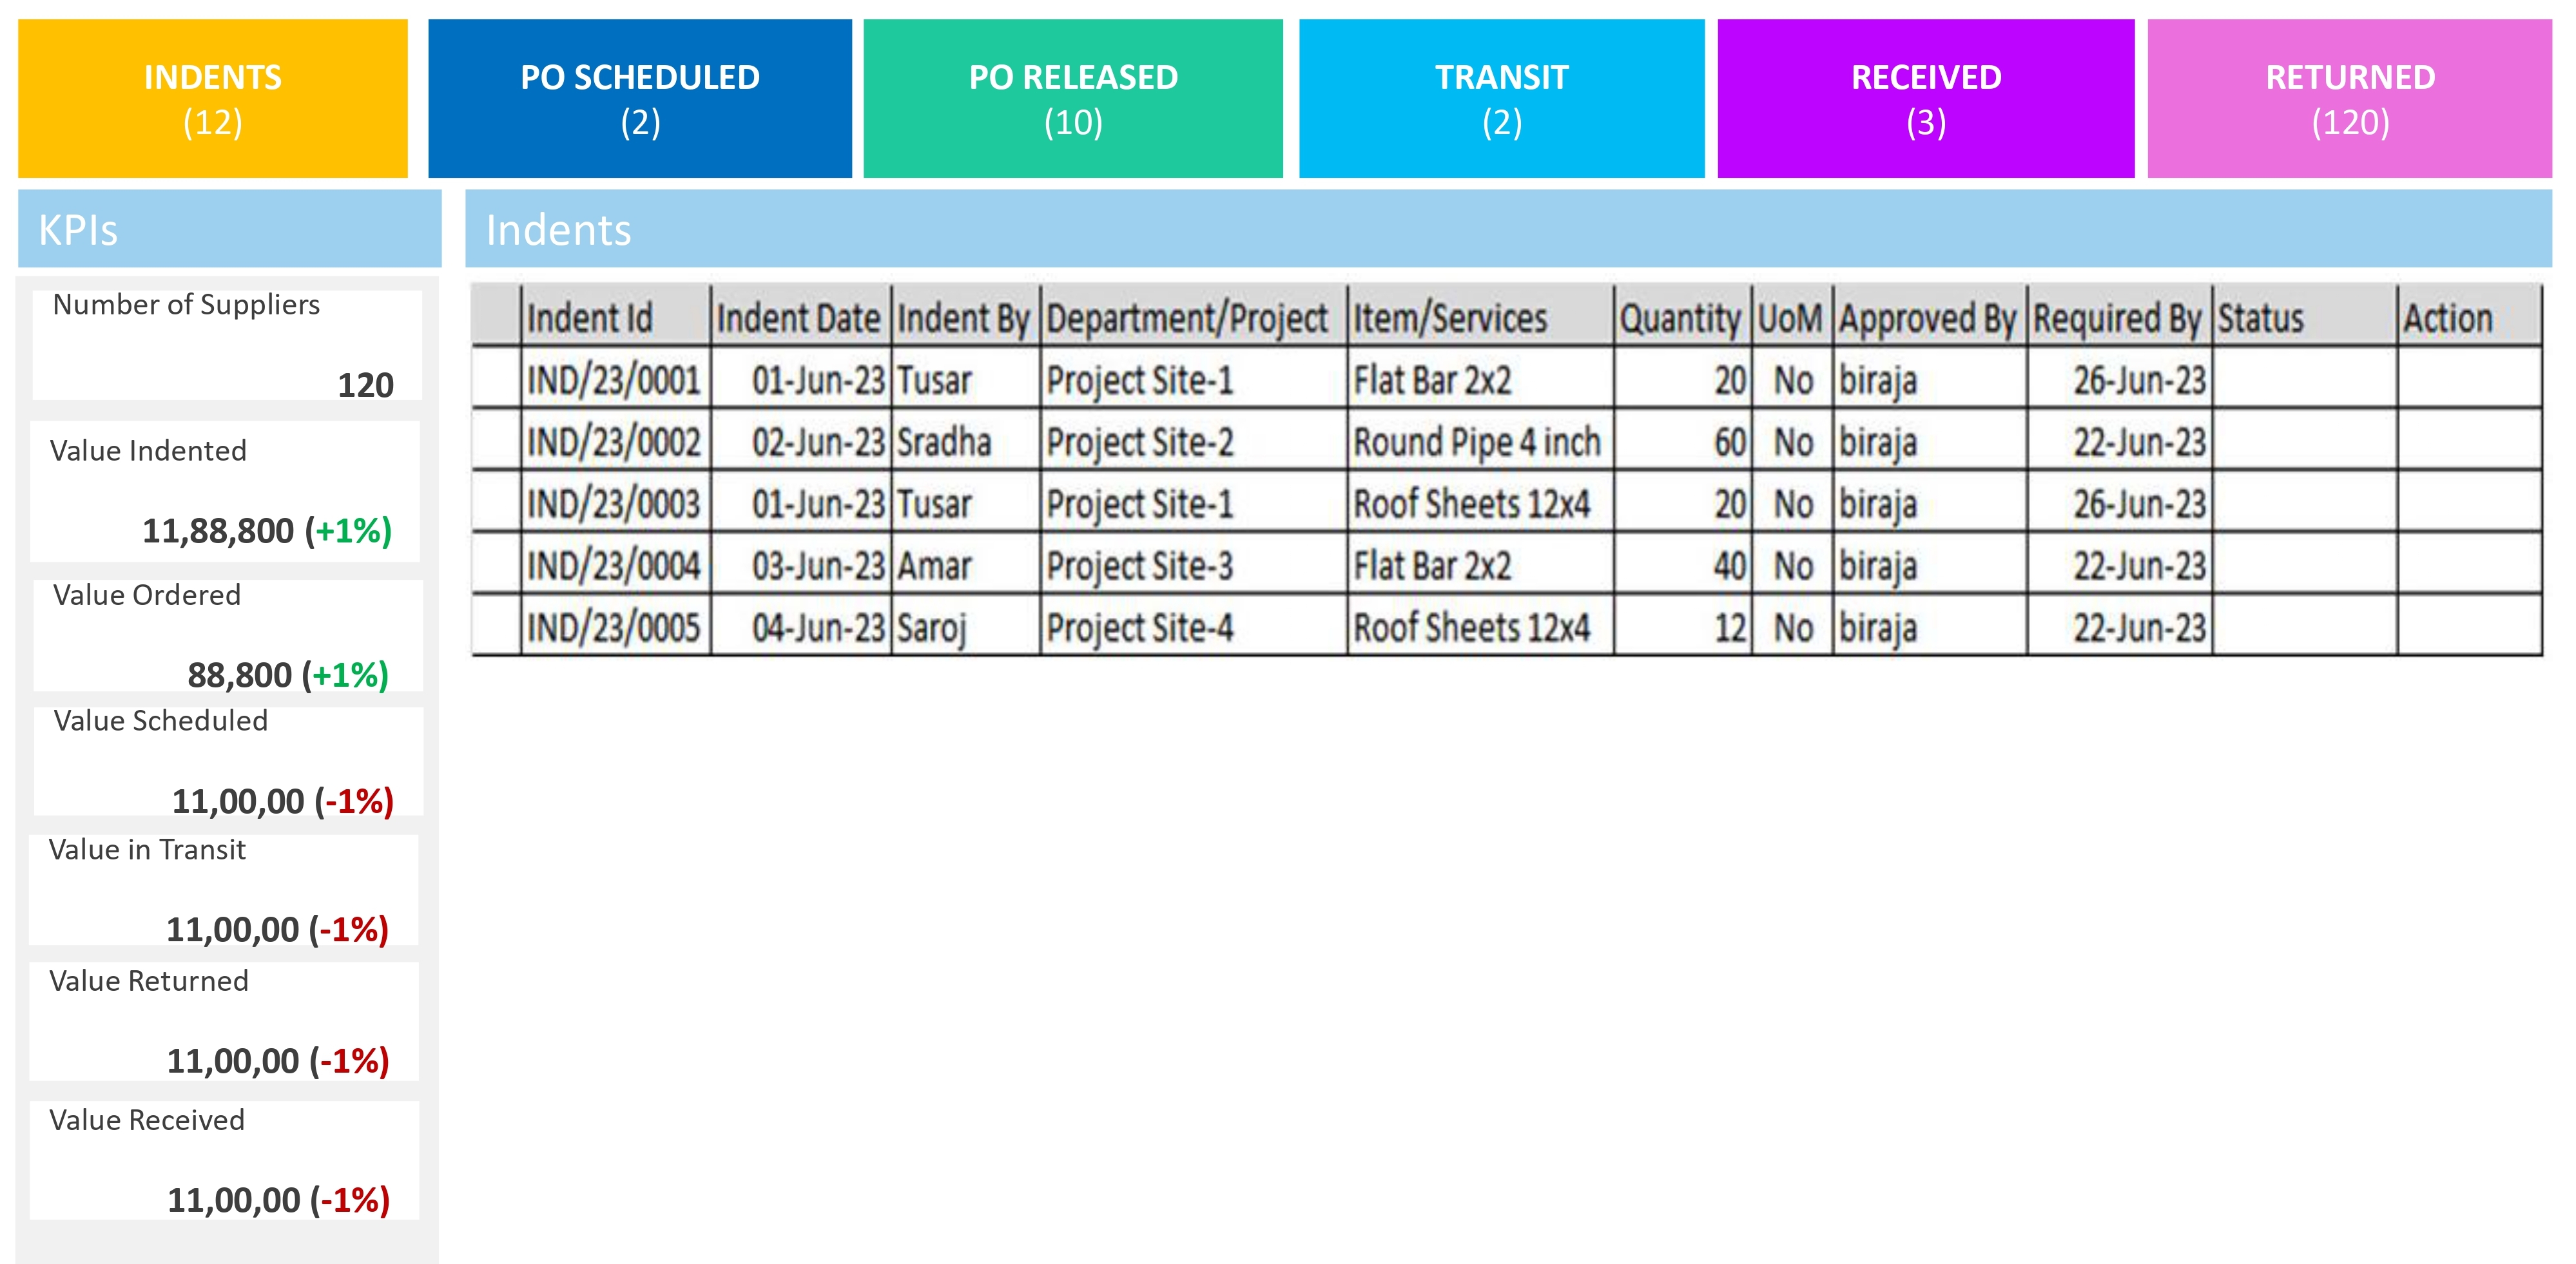 INDENTS
(12)
PO SCHEDULED
(2)
PO RELEASED
(10)
TRANSIT
(2)
RECEIVED
(3)
RETURNED
(120)
KPIs
Number of Suppliers
120
Value Indented
11,88,800 (+1%)
Value Ordered
88,800 (+1%)
Value Scheduled
11,00,00 (-1%)
Value in Transit
11,00,00 (-1%)
Value Returned
11,00,00 (-1%)
Value Received
11,00,00 (-1%)
Indents
Indent Id Indent Date Indent By Department/Project Item/Services Quantity UoM Approved By Required By Status Action
IND/23/0001 01-Jun-23 Tusar Project Site-1 Flat Bar 2x2 20 No biraja 26-Jun-23
IND/23/0002 02-Jun-23 Sradha Project Site-2 Round Pipe 4 inch 60 No biraja 22-Jun-23
IND/23/0003 01-Jun-23 Tusar Project Site-1 Roof Sheets 12x4 20 No biraja 26-Jun-23
IND/23/0004 03-Jun-23 Amar Project Site-3 Flat Bar 2x2 40 No biraja 22-Jun-23
IND/23/0005 04-Jun-23 Saroj Project Site-4 Roof Sheets 12x4 12 No biraja 22-Jun-23